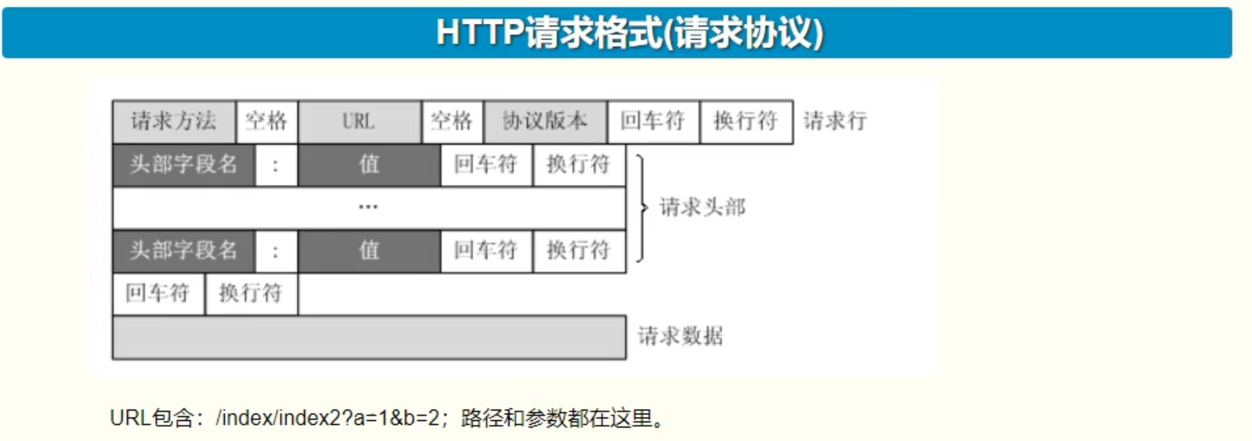 HTTP请求格式(请求协议)
请求方法 空格 URL 空格 协议版本 回车符 换行符 请求行
头部字段名 : 值 回车符 换行符
...
请求头部
头部字段名 : 值 回车符 换行符
回车符 换行符
请求数据
URL包含：/index/index2?a=1&b=2；路径和参数都在这里。